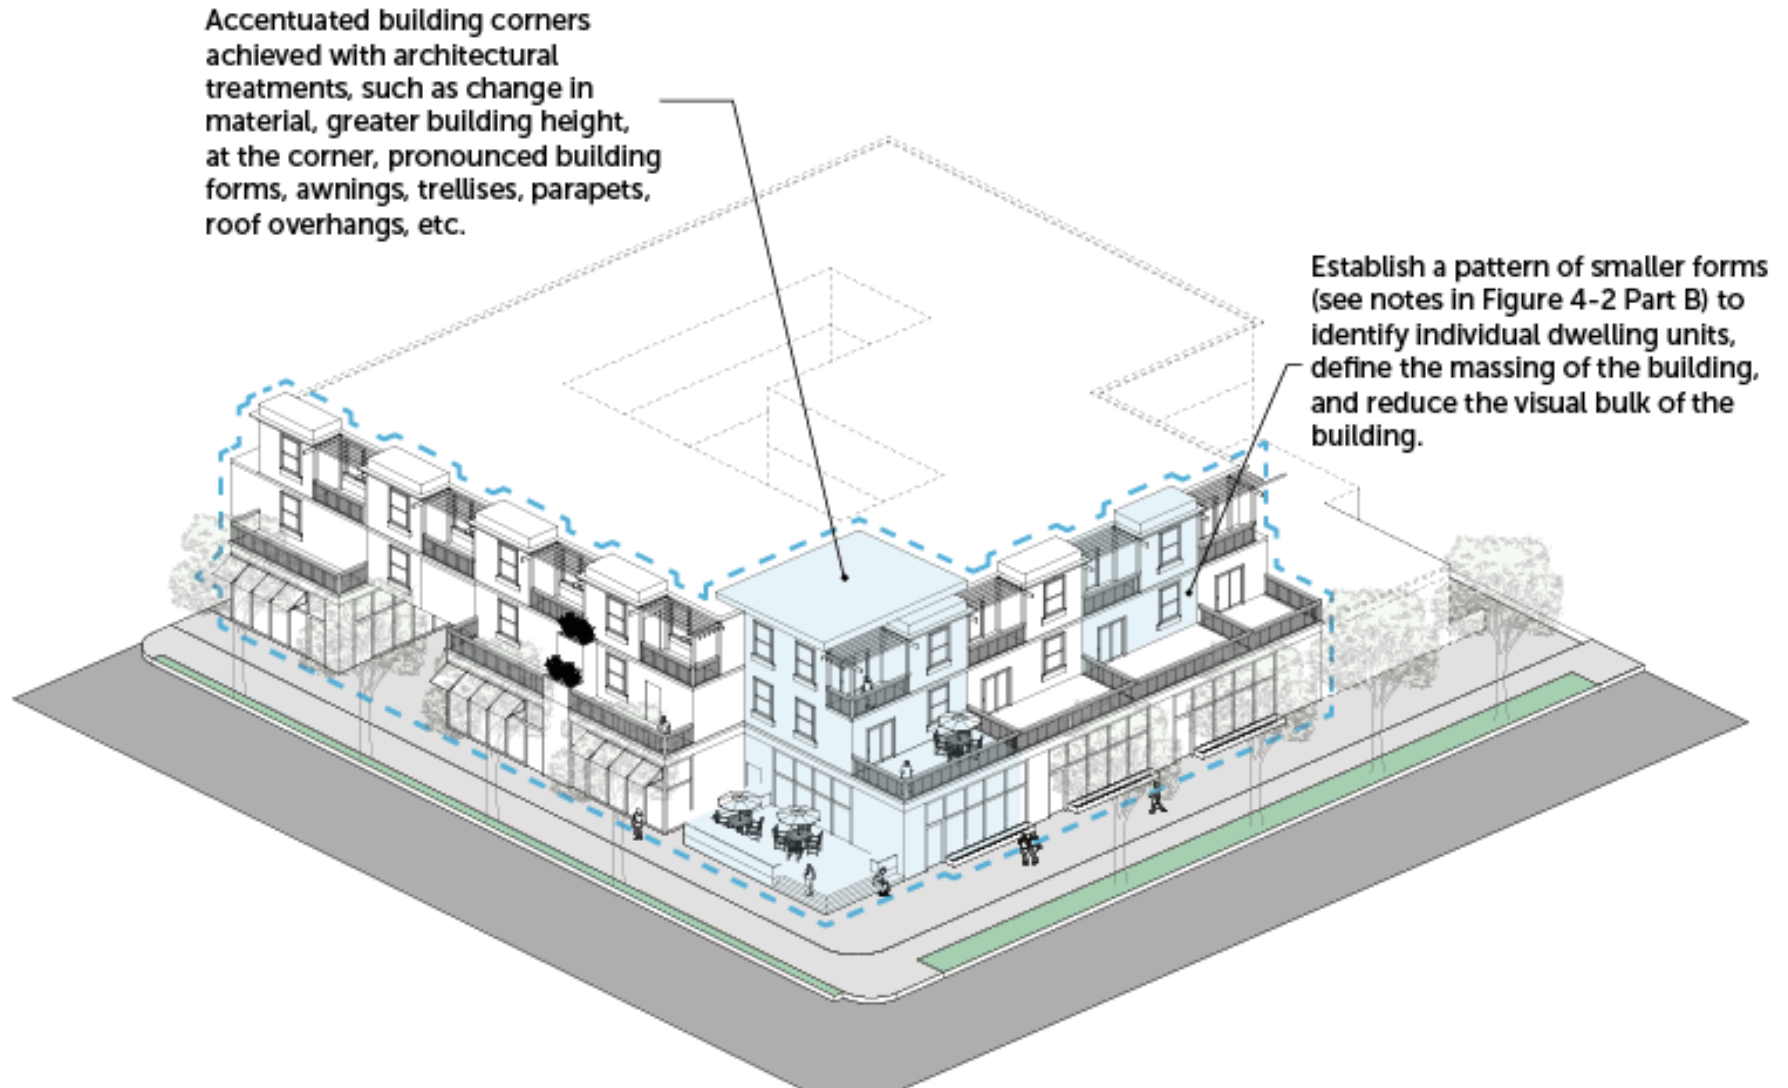 Accentuated building corners
achieved with architectural
treatments, such as change in
material, greater building height,
at the corner, pronounced building
forms, awnings, trellises, parapets,
roof overhangs, etc.
Establish a pattern of smaller forms
(see notes in Figure 4-2 Part B) to
identify individual dwelling units,
define the massing of the building,
and reduce the visual bulk of the
building.